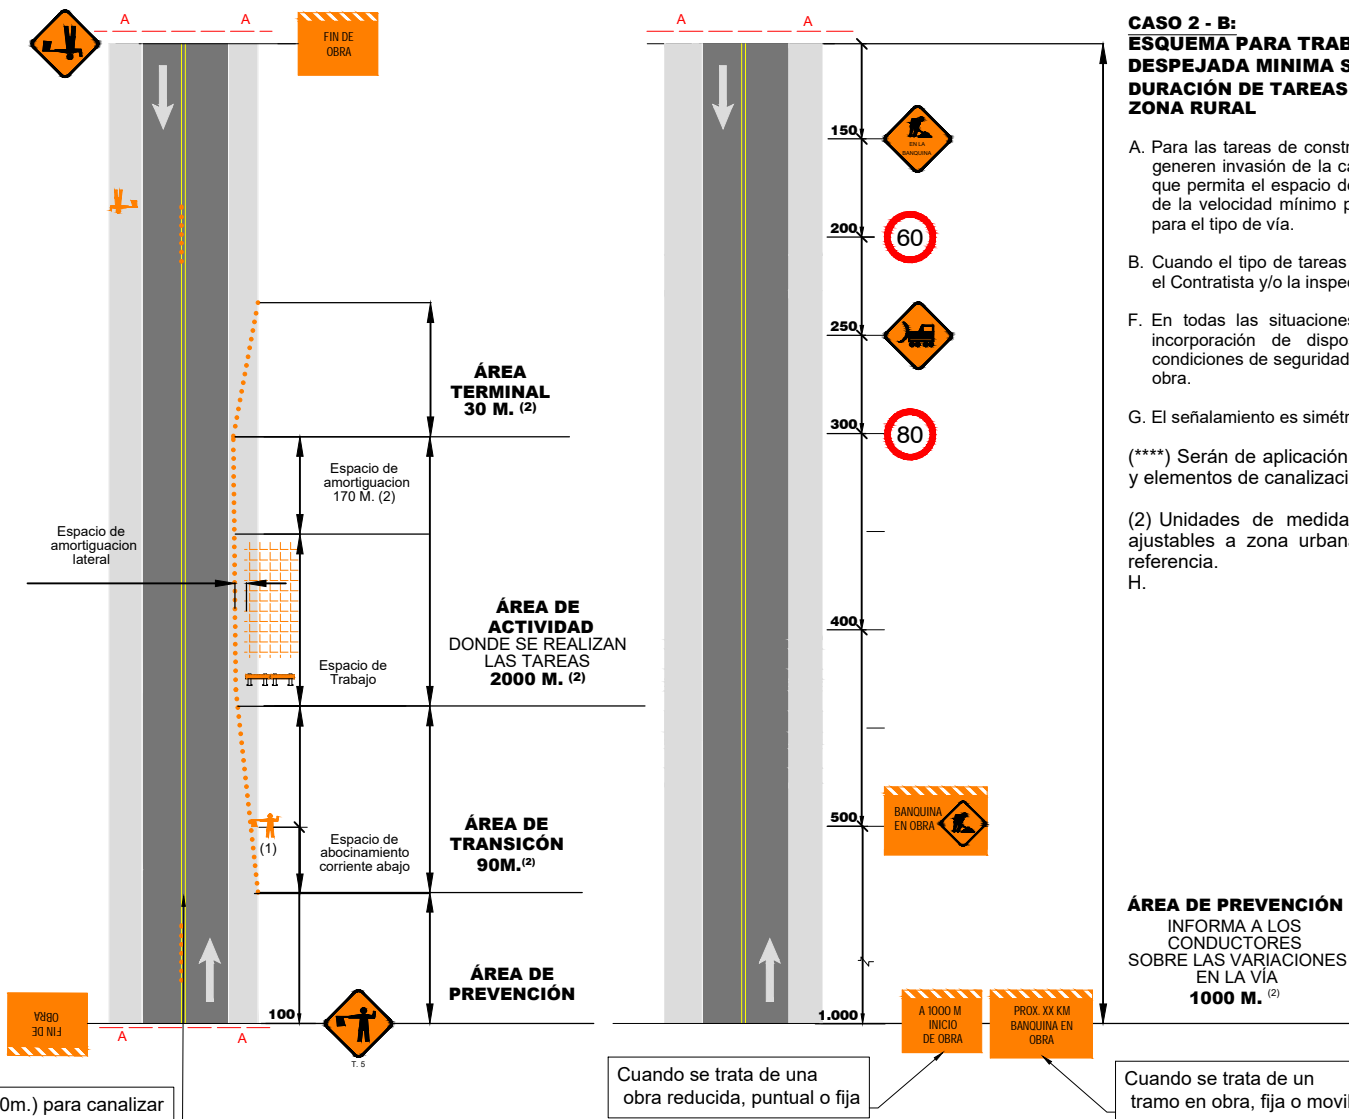 A
A
FIN DE
OBRA
ÁREA
TERMINAL
30 M. (2)
Espacio de
amortiguacion
170 M. (2)
Espacio de
amortiguacion
lateral
ÁREA DE
ACTIVIDAD
DONDE SE REALIZAN
LAS TAREAS
2000 M. (2)
Espacio de
Trabajo
(1)
Espacio de
abocinamiento
corriente abajo
ÁREA DE
TRANSICÓN
90M.(2)
ÁREA DE
PREVENCIÓN
100
FIN DE
OBRA
A
A
T. 5
0m.) para canalizar
A
A
150
EN LA
BANQUINA
200
60
250
300
80
400
500
BANQUINA
EN OBRA
1.000
A 1000 M
INICIO
DE OBRA
PROX. XX KM
BANQUINA EN
OBRA
Cuando se trata de una
obra reducida, puntual o fija
Cuando se trata de un
tramo en obra, fija o movil
CASO 2 - B:
ESQUEMA PARA TRAB
DESPEJADA MINIMA S
DURACIÓN DE TAREAS
ZONA RURAL
A. Para las tareas de constr
generen invasión de la ca
que permita el espacio de
de la velocidad mínimo p
para el tipo de vía.
B. Cuando el tipo de tareas
el Contratista y/o la inspec
F. En todas las situaciones
incorporación de dispo
condiciones de seguridad
obra.
G. El señalamiento es simétr
(****) Serán de aplicación
y elementos de canalizaci
(2) Unidades de medida
ajustables a zona urbana
referencia.
H.
ÁREA DE PREVENCIÓN
INFORMA A LOS
CONDUCTORES
SOBRE LAS VARIACIONES
EN LA VÍA
1000 M. (2)